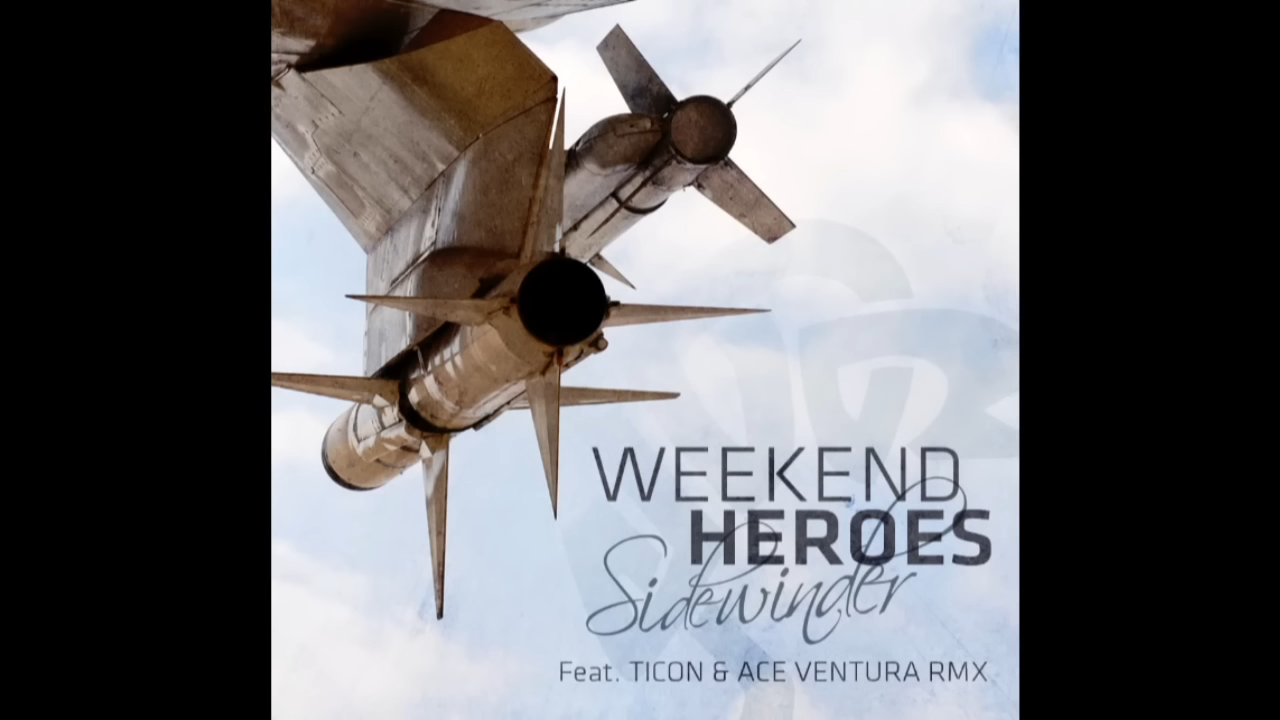 WEEKEND
HEROES
Sidewinder
Feat. TICON & ACE VENTURA RMX